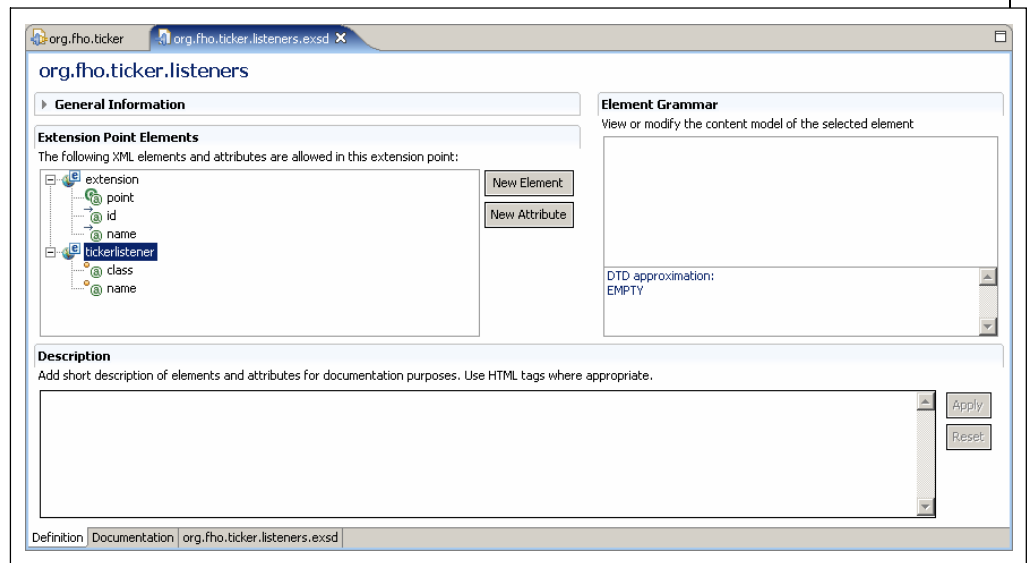 org.fho.ticker
org.fho.ticker.listeners.exsd
org.fho.ticker.listeners
General Information
Extension Point Elements
The following XML elements and attributes are allowed in this extension point:
extension
point
id
name
tickerlistener
class
name
New Element
New Attribute
Element Grammar
View or modify the content model of the selected element
DTD approximation:
EMPTY
Description
Add short description of elements and attributes for documentation purposes. Use HTML tags where appropriate.
Apply
Reset
Definition Documentation org.fho.ticker.listeners.exsd